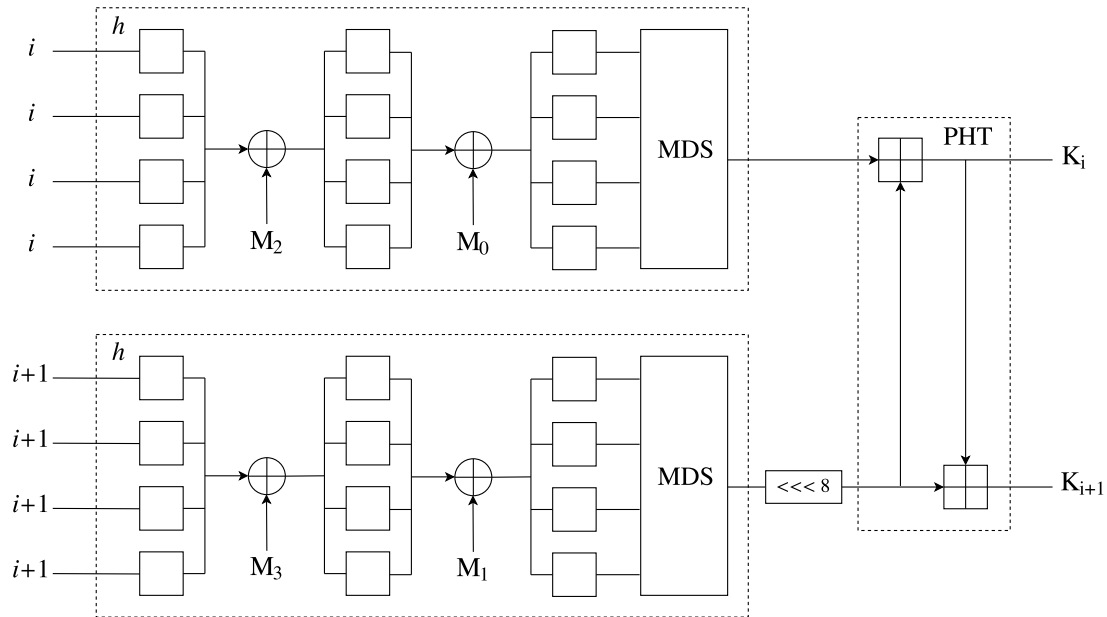 h
i
i
i
i
M₂
M₀
MDS
PHT
Kᵢ
h
i+1
i+1
i+1
i+1
M₃
M₁
MDS
<<< 8
Kᵢ₊₁